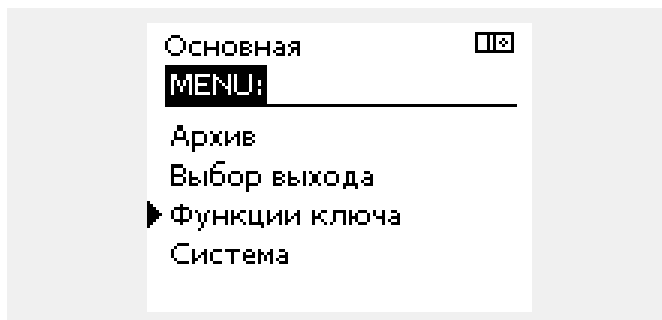 Основная
MENU:
Архив
Выбор выхода
Функции ключа
Система